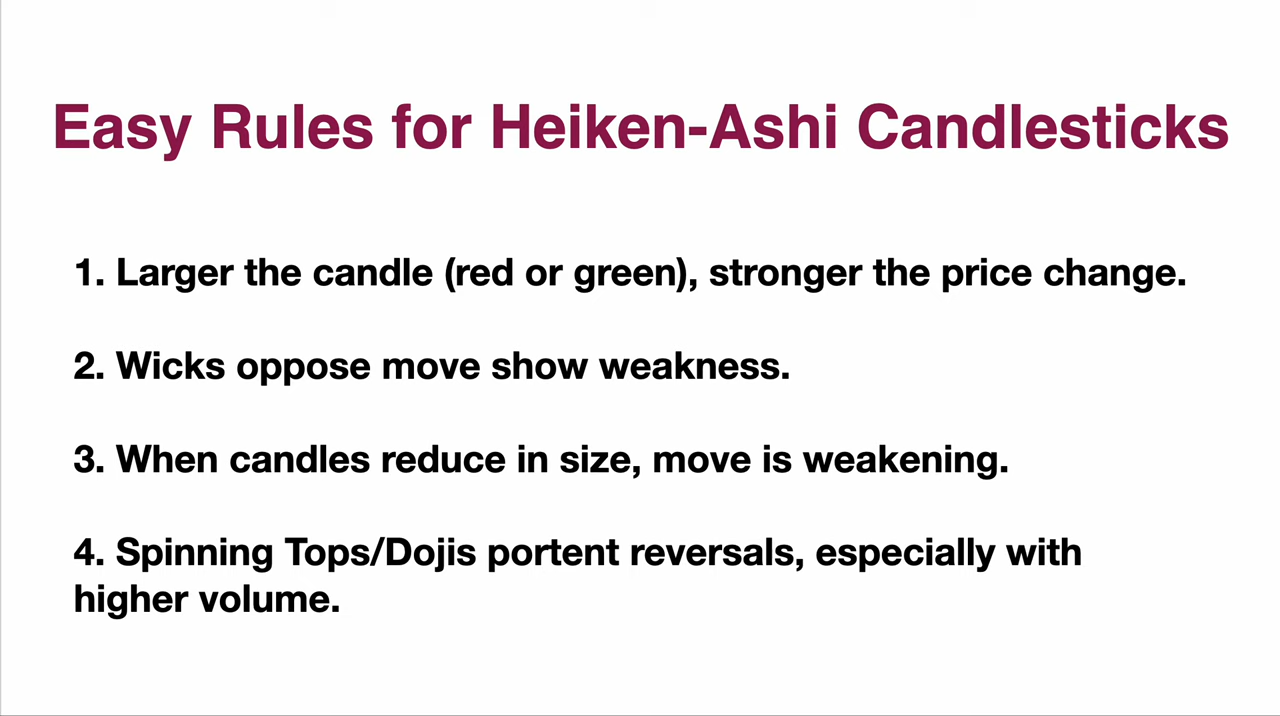 Easy Rules for Heiken-Ashi Candlesticks
1. Larger the candle (red or green), stronger the price change.
2. Wicks oppose move show weakness.
3. When candles reduce in size, move is weakening.
4. Spinning Tops/Dojis portent reversals, especially with
higher volume.